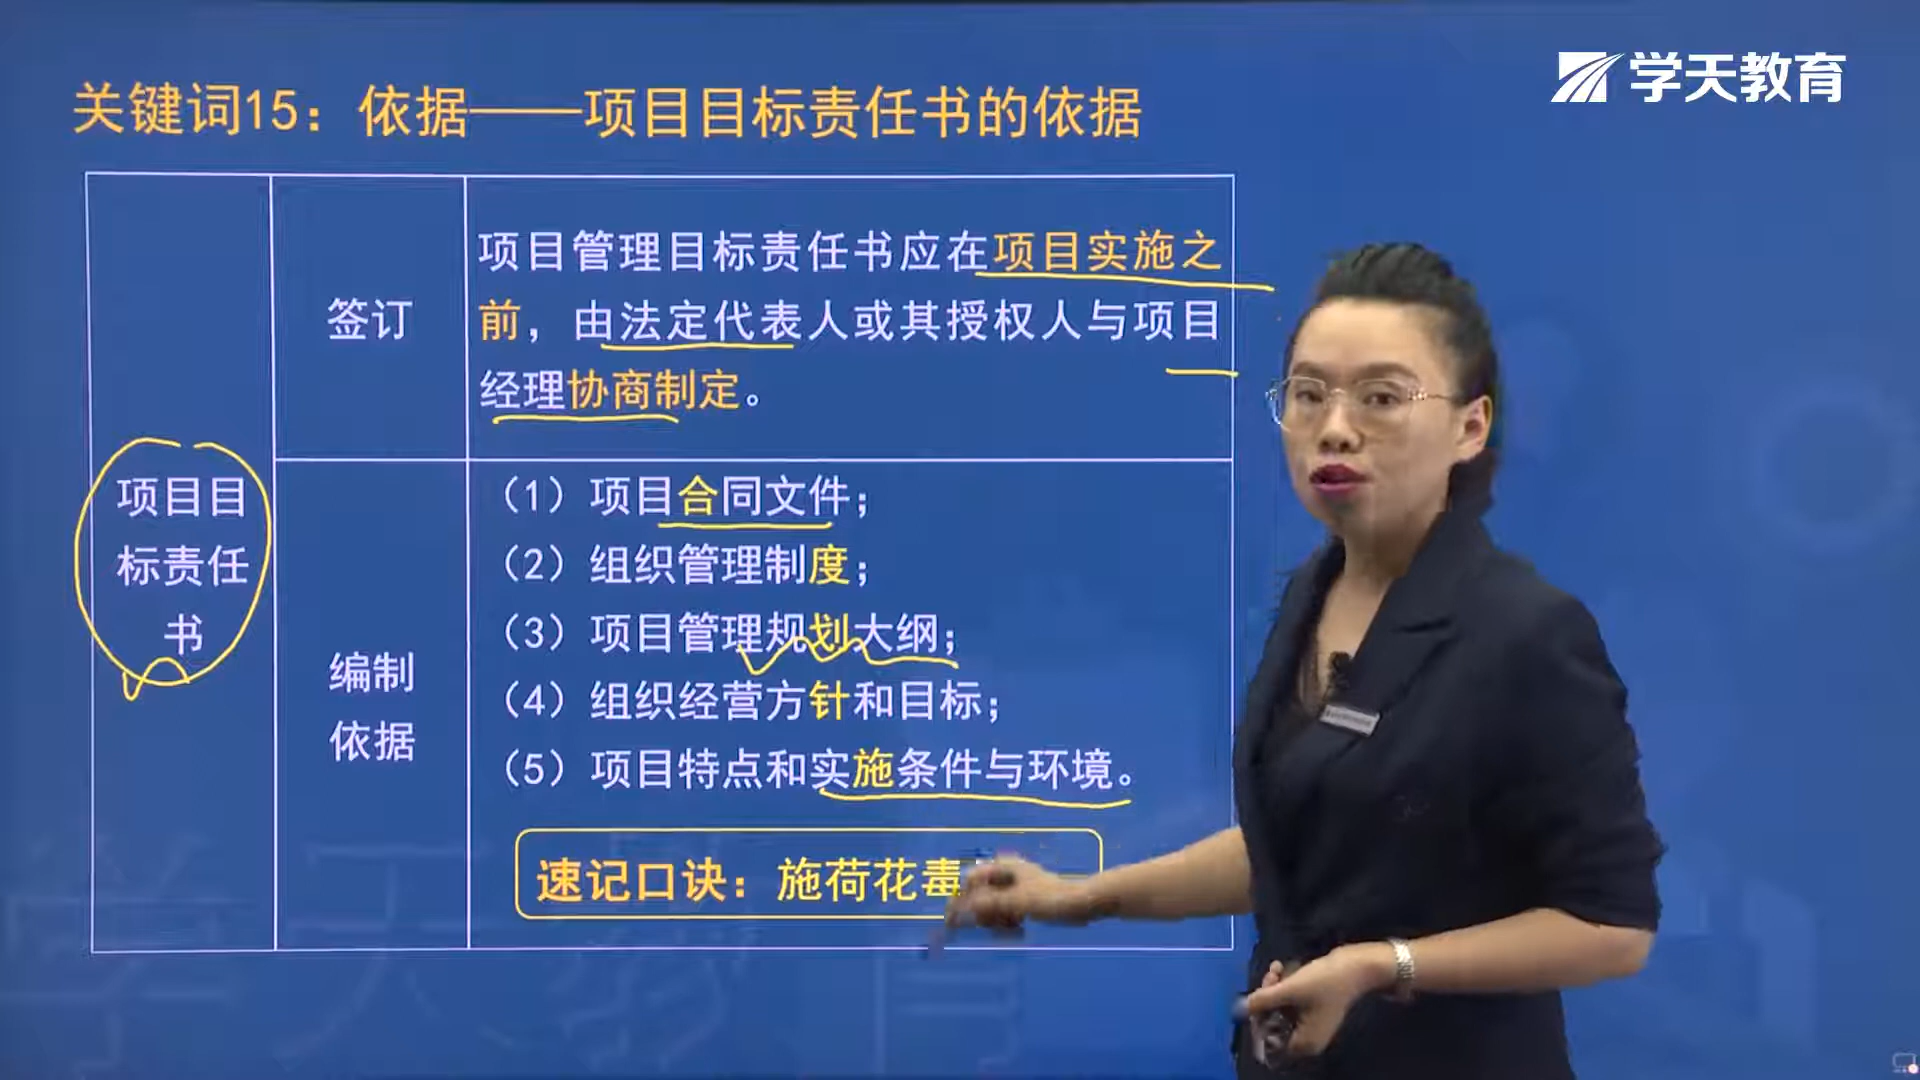 学天教育
关键词15：依据——项目目标责任书的依据
项目目
标责任
书
签订
项目管理目标责任书应在项目实施之
前，由法定代表人或其授权人与项目
经理协商制定。
编制
依据
（1）项目合同文件；
（2）组织管理制度；
（3）项目管理规划大纲；
（4）组织经营方针和目标；
（5）项目特点和实施条件与环境。
速记口诀：施荷花毒